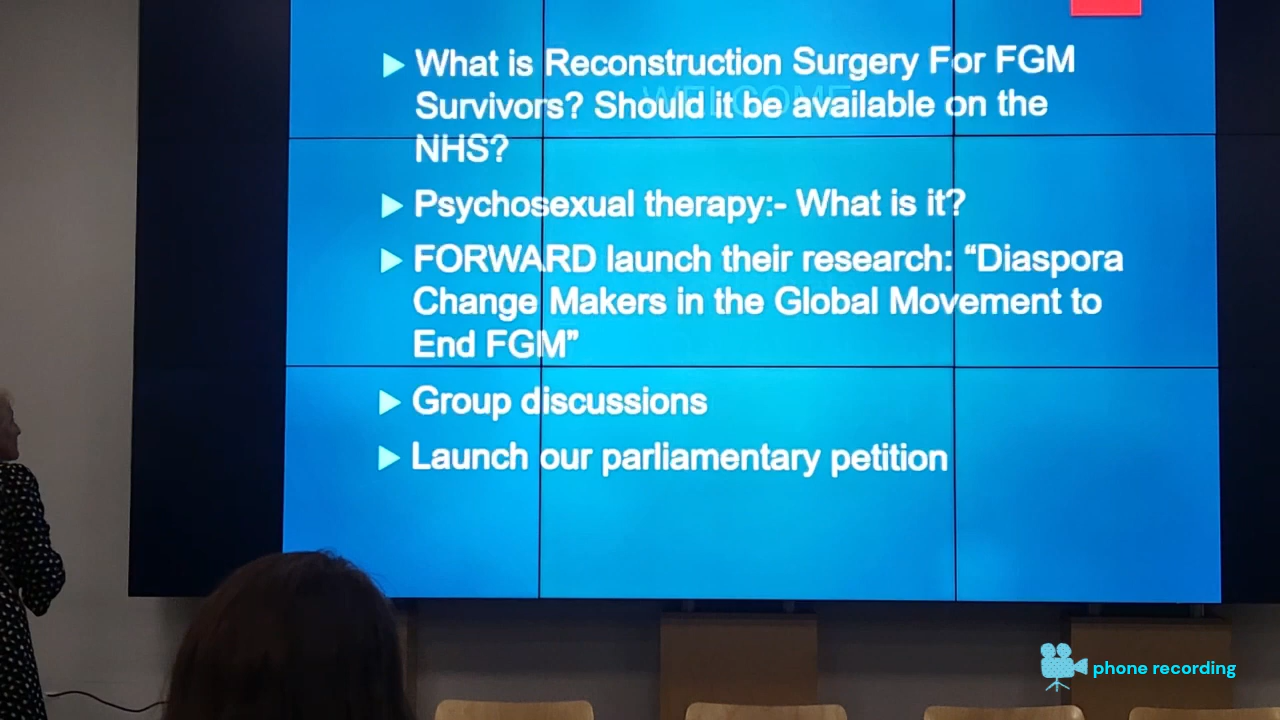 WELCOME
What is Reconstruction Surgery For FGM
Survivors? Should it be available on the
NHS?
Psychosexual therapy:- What is it?
FORWARD launch their research: “Diaspora
Change Makers in the Global Movement to
End FGM”
Group discussions
Launch our parliamentary petition
phone recording